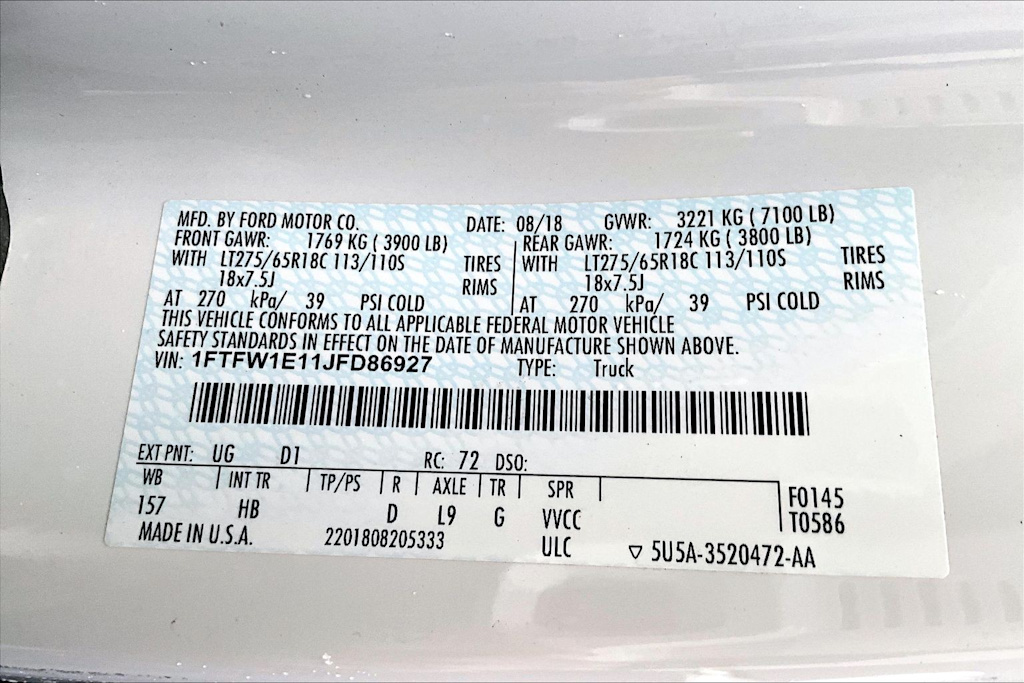 MFD. BY FORD MOTOR CO. DATE: 08/18 GVWR: 3221 KG ( 7100 LB)
FRONT GAWR: 1769 KG ( 3900 LB) REAR GAWR: 1724 KG ( 3800 LB)
WITH LT275/65R18C 113/110S TIRES WITH LT275/65R18C 113/110S TIRES
18x7.5J RIMS 18x7.5J RIMS
AT 270 kPa/ 39 PSI COLD AT 270 kPa/ 39 PSI COLD
THIS VEHICLE CONFORMS TO ALL APPLICABLE FEDERAL MOTOR VEHICLE
SAFETY STANDARDS IN EFFECT ON THE DATE OF MANUFACTURE SHOWN ABOVE.
VIN: 1FTFW1E11JFD86927 TYPE: Truck
EXT PNT: UG D1 RC: 72 DSO:
WB INT TR TP/PS R AXLE TR SPR
157 HB D L9 G VVCC F0145
T0586
MADE IN U.S.A. 2201808205333 ULC ▽ 5U5A-3520472-AA